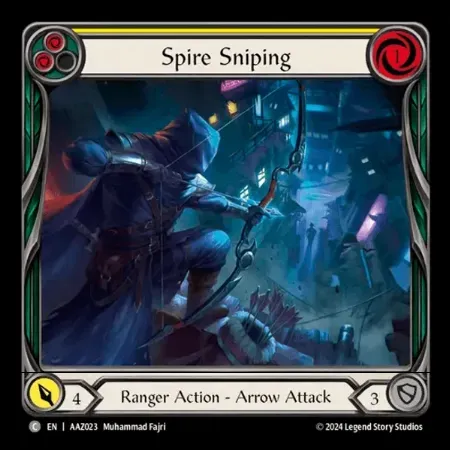 Spire Sniping
4
Ranger Action - Arrow Attack
3
C EN | AAZ023 Muhammad Fajri
© 2024 Legend Story Studios